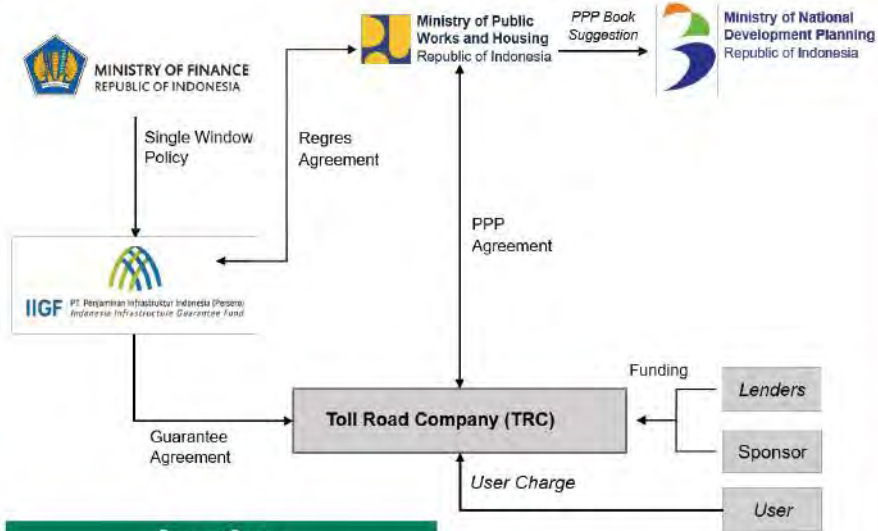 MINISTRY OF FINANCE
REPUBLIC OF INDONESIA
Ministry of Public
Works and Housing
Republic of Indonesia
PPP Book
Suggestion
Ministry of National
Development Planning
Republic of Indonesia
Single Window
Policy
Regres
Agreement
PPP
Agreement
IIGF PT Penjaminan Infrastruktur Indonesia (Persero)
Indonesia Infrastructure Guarantee Fund
Guarantee
Agreement
Toll Road Company (TRC)
Funding
Lenders
Sponsor
User Charge
User